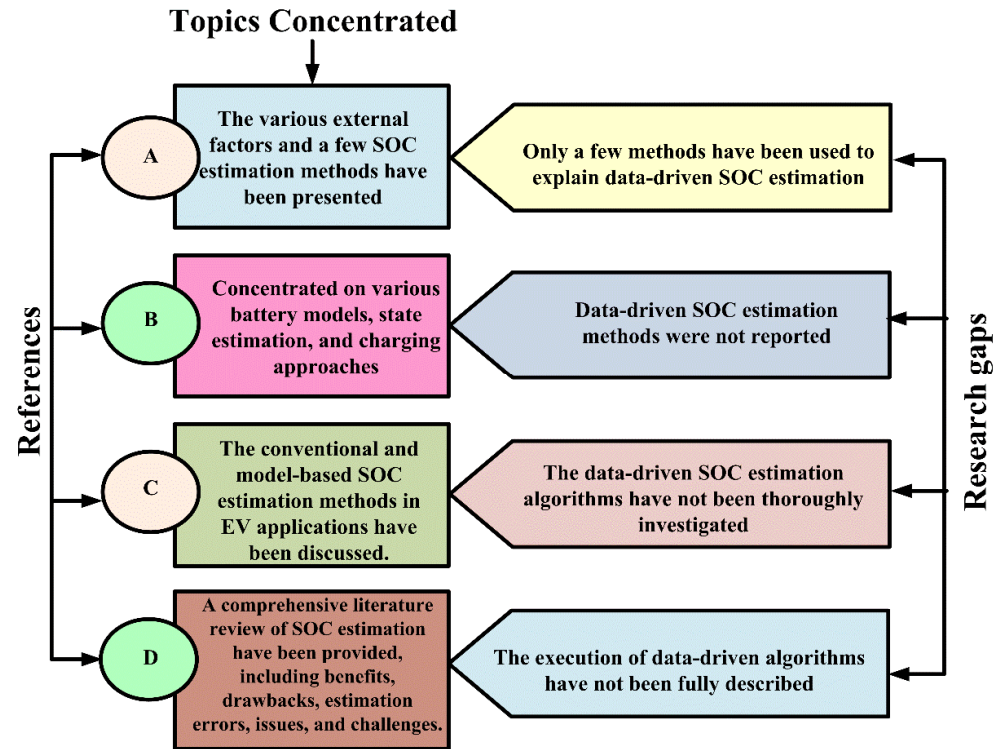 Topics Concentrated
References
Research gaps
A
The various external
factors and a few SOC
estimation methods have
been presented
Only a few methods have been used to
explain data-driven SOC estimation
B
Concentrated on various
battery models, state
estimation, and charging
approaches
Data-driven SOC estimation
methods were not reported
C
The conventional and
model-based SOC
estimation methods in
EV applications have
been discussed.
The data-driven SOC estimation
algorithms have not been thoroughly
investigated
D
A comprehensive literature
review of SOC estimation
have been provided,
including benefits,
drawbacks, estimation
errors, issues, and challenges.
The execution of data-driven algorithms
have not been fully described